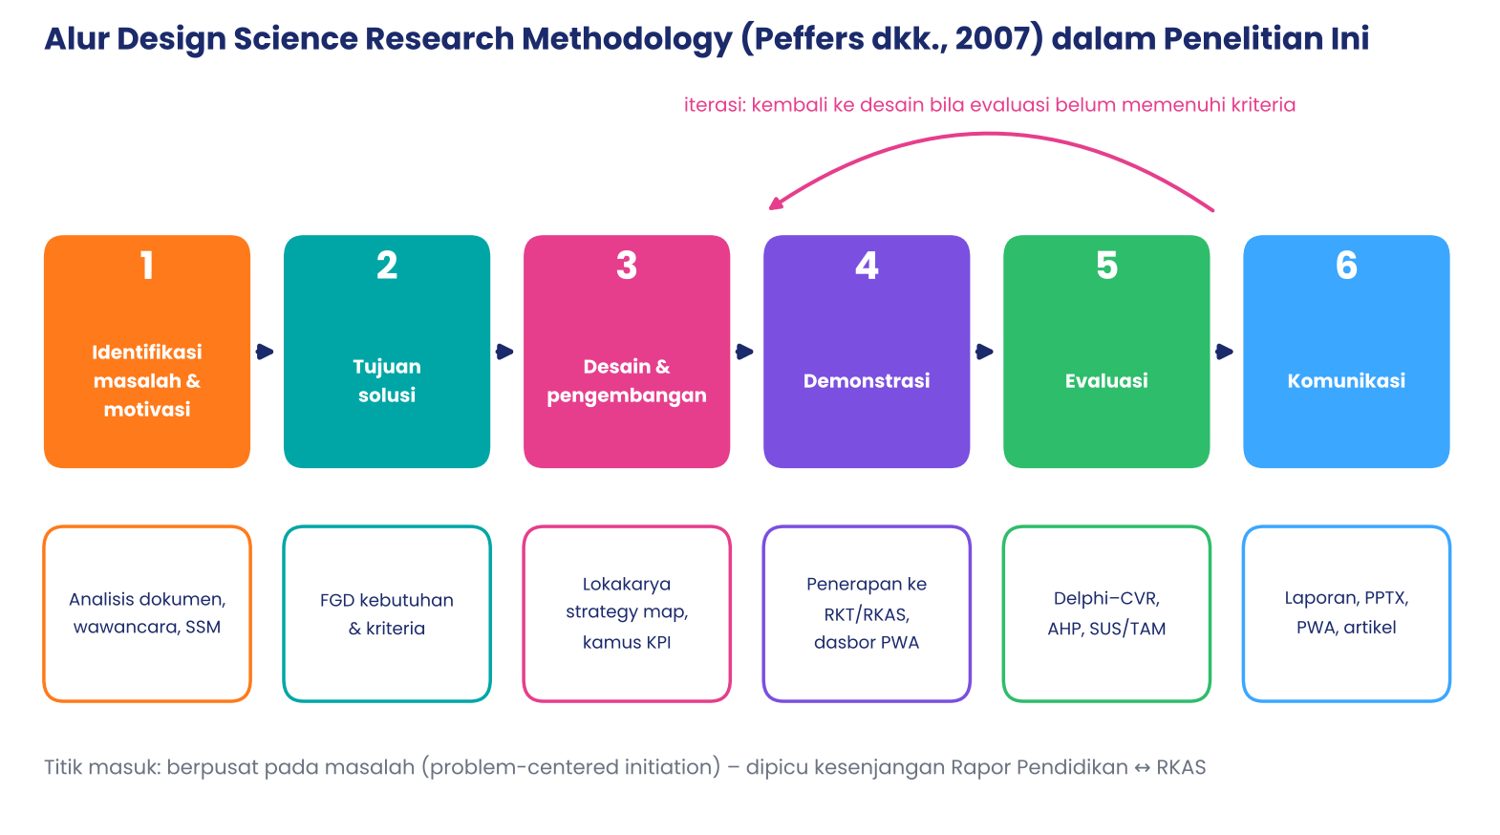 Alur Design Science Research Methodology (Peffers dkk., 2007) dalam Penelitian Ini
iterasi: kembali ke desain bila evaluasi belum memenuhi kriteria
1
Identifikasi
masalah &
motivasi
2
Tujuan
solusi
3
Desain &
pengembangan
4
Demonstrasi
5
Evaluasi
6
Komunikasi
Analisis dokumen,
wawancara, SSM
FGD kebutuhan
& kriteria
Lokakarya
strategy map,
kamus KPI
Penerapan ke
RKT/RKAS,
dasbor PWA
Delphi–CVR,
AHP, SUS/TAM
Laporan, PPTX,
PWA, artikel
Titik masuk: berpusat pada masalah (problem-centered initiation) – dipicu kesenjangan Rapor Pendidikan ↔ RKAS